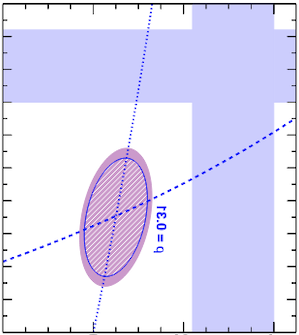 q = 0.31